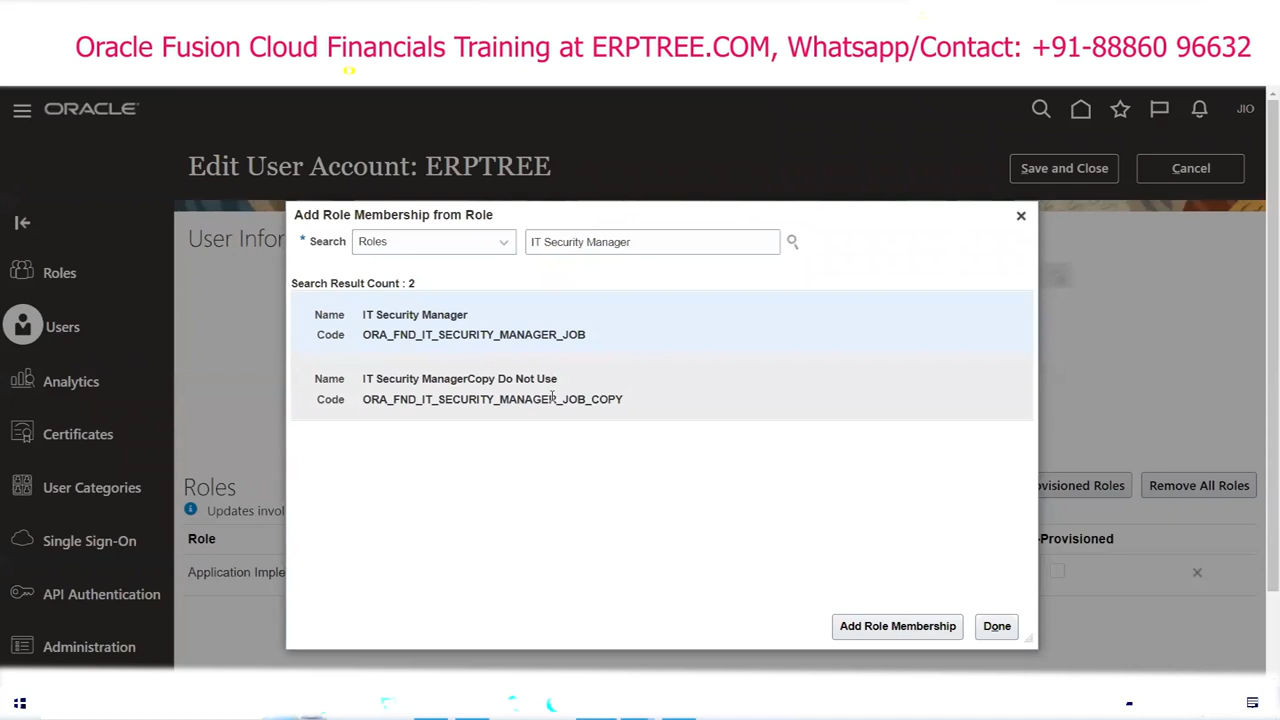 Oracle Fusion Cloud Financials Training at ERPTREE.COM, Whatsapp/Contact: +91-88860 96632
ORACLE
JIO
Edit User Account: ERPTREE
Save and Close
Cancel
Add Role Membership from Role
* Search
Roles
IT Security Manager
User Infor
Search Result Count : 2
Name IT Security Manager
Code ORA_FND_IT_SECURITY_MANAGER_JOB
Name IT Security ManagerCopy Do Not Use
Code ORA_FND_IT_SECURITY_MANAGER_JOB_COPY
Roles
Users
Analytics
Certificates
User Categories
Single Sign-On
API Authentication
Administration
Roles
ovisioned Roles
Remove All Roles
Updates invol
Role
-Provisioned
Application Imple
Add Role Membership
Done